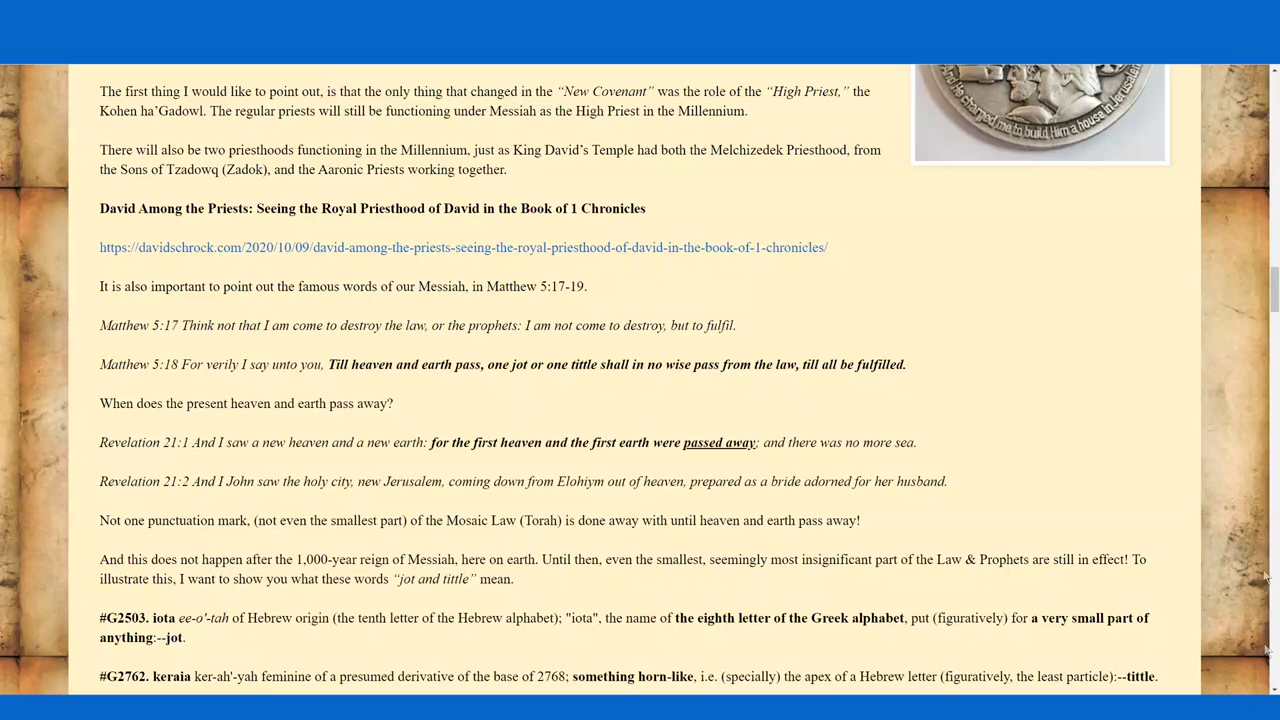 And he charged me to build Him a house in Jerusalem
The first thing I would like to point out, is that the only thing that changed in the “New Covenant” was the role of the “High Priest,” the
Kohen ha’Gadowl. The regular priests will still be functioning under Messiah as the High Priest in the Millennium.
There will also be two priesthoods functioning in the Millennium, just as King David’s Temple had both the Melchizedek Priesthood, from
the Sons of Tzadowq (Zadok), and the Aaronic Priests working together.
David Among the Priests: Seeing the Royal Priesthood of David in the Book of 1 Chronicles
https://davidschrock.com/2020/10/09/david-among-the-priests-seeing-the-royal-priesthood-of-david-in-the-book-of-1-chronicles/
It is also important to point out the famous words of our Messiah, in Matthew 5:17-19.
Matthew 5:17 Think not that I am come to destroy the law, or the prophets: I am not come to destroy, but to fulfil.
Matthew 5:18 For verily I say unto you, Till heaven and earth pass, one jot or one tittle shall in no wise pass from the law, till all be fulfilled.
When does the present heaven and earth pass away?
Revelation 21:1 And I saw a new heaven and a new earth: for the first heaven and the first earth were passed away; and there was no more sea.
Revelation 21:2 And I John saw the holy city, new Jerusalem, coming down from Elohiym out of heaven, prepared as a bride adorned for her husband.
Not one punctuation mark, (not even the smallest part) of the Mosaic Law (Torah) is done away with until heaven and earth pass away!
And this does not happen after the 1,000-year reign of Messiah, here on earth. Until then, even the smallest, seemingly most insignificant part of the Law & Prophets are still in effect! To
illustrate this, I want to show you what these words “jot and tittle” mean.
#G2503. iota ee-o'-tah of Hebrew origin (the tenth letter of the Hebrew alphabet); "iota", the name of the eighth letter of the Greek alphabet, put (figuratively) for a very small part of
anything:--jot.
#G2762. keraia ker-ah'-yah feminine of a presumed derivative of the base of 2768; something horn-like, i.e. (specially) the apex of a Hebrew letter (figuratively, the least particle):--tittle.